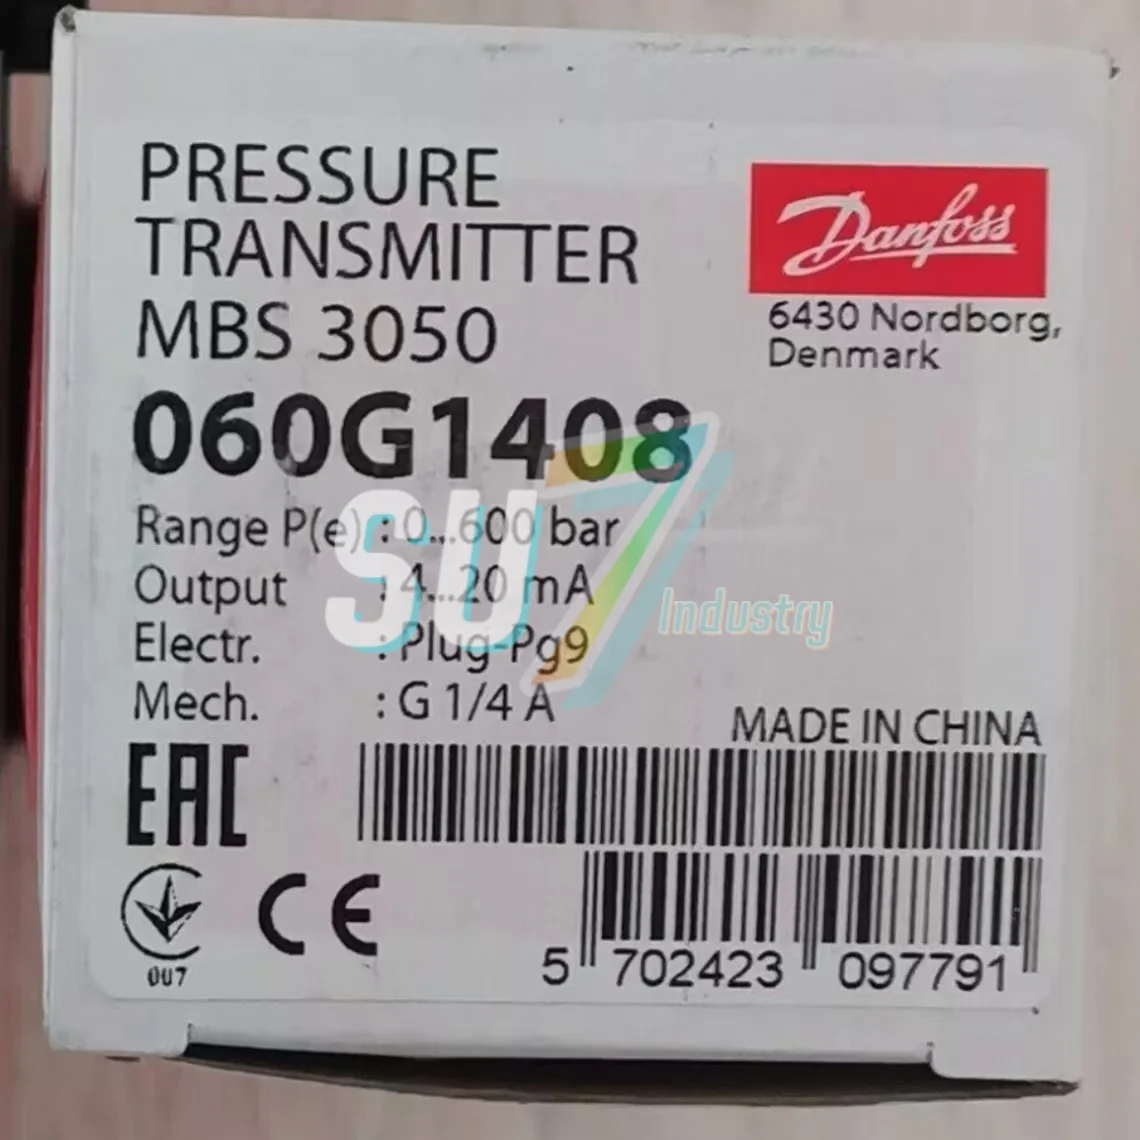 PRESSURE
TRANSMITTER
MBS 3050
060G1408
Danfoss
6430 Nordborg,
Denmark
Range P(e) : 0...600 bar
Output : 4...20 mA
Electr. : Plug-Pg9
Mech. : G 1/4 A
SU7
Industry
MADE IN CHINA
EAC
CE
007
5 702423 097791